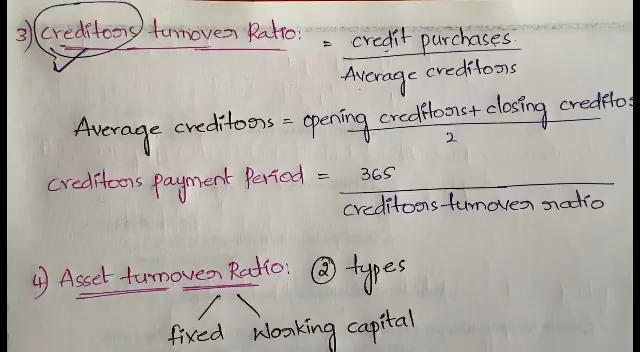 3) Creditors turnover Ratio: = credit purchases.
Average creditors
Average creditors = opening creditors + closing credito
2
creditors payment Period = 365
creditors turnover ratio
4) Asset turnover Ratio: ② types
fixed Working capital